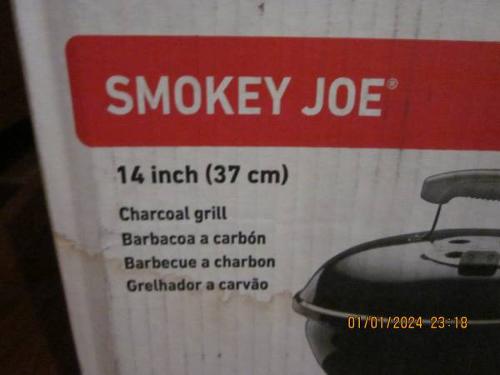 SMOKEY JOE®
14 inch (37 cm)
Charcoal grill
Barbacoa a carbón
Barbecue a charbon
Grelhador a carvão
01/01/2024 23:18